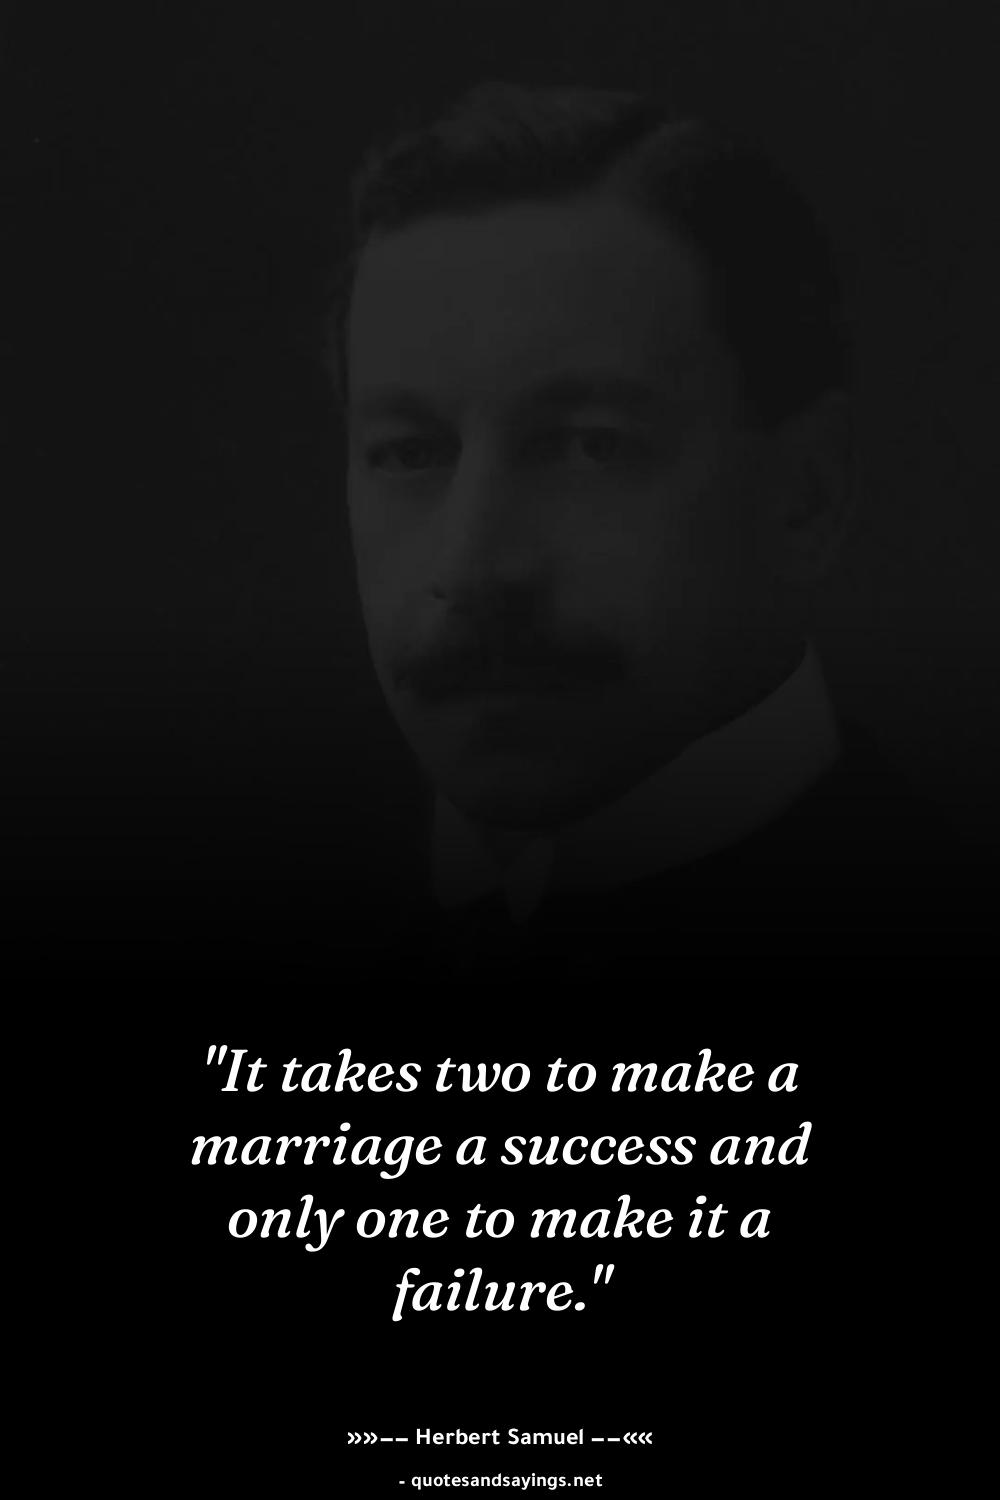 "It takes two to make a
marriage a success and
only one to make it a
failure."
»»−− Herbert Samuel −−««
- quotesandsayings.net